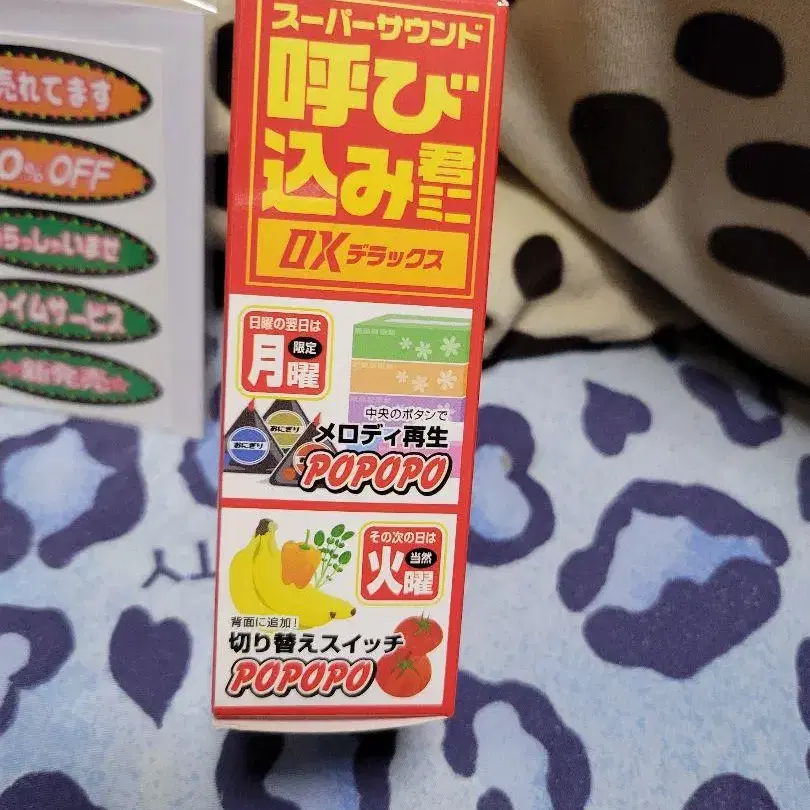 売れてます
0% OFF
らっしゃいませ
イムサービス
☆新発売☆
スーパーサウンド
呼び
込み君ミニ
DXデラックス
日曜の翌日は
限定
月曜
おにぎり
おにぎり
中央のボタンで
メロディ再生
POPOPO
その次の日は
当然
火曜
背面に追加！
切り替えスイッチ
POPOPO